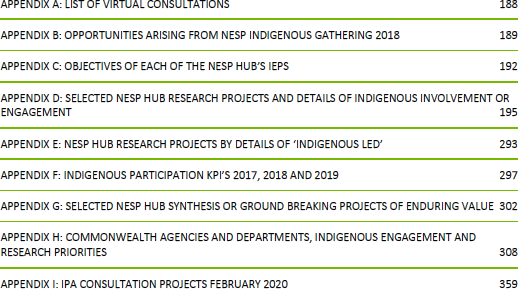 APPENDIX A: LIST OF VIRTUAL CONSULTATIONS 188
APPENDIX B: OPPORTUNITIES ARISING FROM NESP INDIGENOUS GATHERING 2018 189
APPENDIX C: OBJECTIVES OF EACH OF THE NESP HUB'S IEPS 192
APPENDIX D: SELECTED NESP HUB RESEARCH PROJECTS AND DETAILS OF INDIGENOUS INVOLVEMENT OR
ENGAGEMENT 195
APPENDIX E: NESP HUB RESEARCH PROJECTS BY DETAILS OF ‘INDIGENOUS LED’ 293
APPENDIX F: INDIGENOUS PARTICIPATION KPI'S 2017, 2018 AND 2019 297
APPENDIX G: SELECTED NESP HUB SYNTHESIS OR GROUND BREAKING PROJECTS OF ENDURING VALUE 302
APPENDIX H: COMMONWEALTH AGENCIES AND DEPARTMENTS, INDIGENOUS ENGAGEMENT AND
RESEARCH PRIORITIES 308
APPENDIX I: IPA CONSULTATION PROJECTS FEBRUARY 2020 359